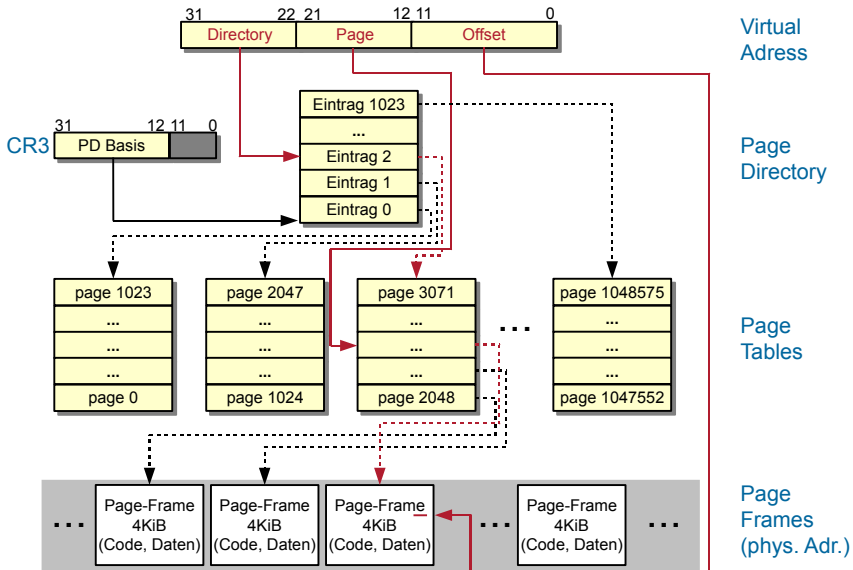 31 22 21 12 11 0
Directory Page Offset
Virtual
Adress
CR3
31 12 11 0
PD Basis
Eintrag 1023
...
Eintrag 2
Eintrag 1
Eintrag 0
Page
Directory
page 1023
...
...
...
page 0
page 2047
...
...
...
page 1024
page 3071
...
...
...
page 2048
...
page 1048575
...
...
...
page 1047552
Page
Tables
...
Page-Frame
4KiB
(Code, Daten)
Page-Frame
4KiB
(Code, Daten)
Page-Frame
4KiB
(Code, Daten)
...
Page-Frame
4KiB
(Code, Daten)
...
Page
Frames
(phys. Adr.)